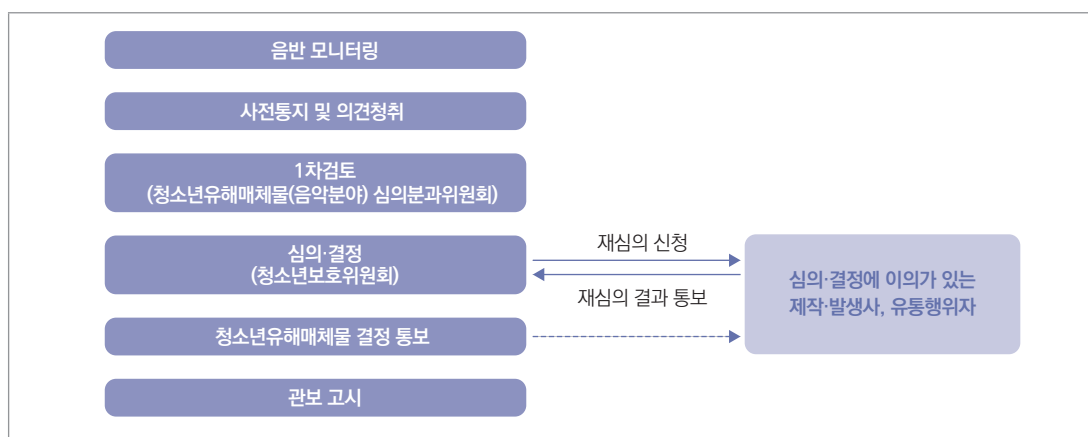 음반 모니터링
사전통지 및 의견청취
1차검토
(청소년유해매체물(음악분야) 심의분과위원회)
심의·결정
(청소년보호위원회)
재심의 신청
재심의 결과 통보
심의·결정에 이의가 있는
제작·발생사, 유통행위자
청소년유해매체물 결정 통보
관보 고시